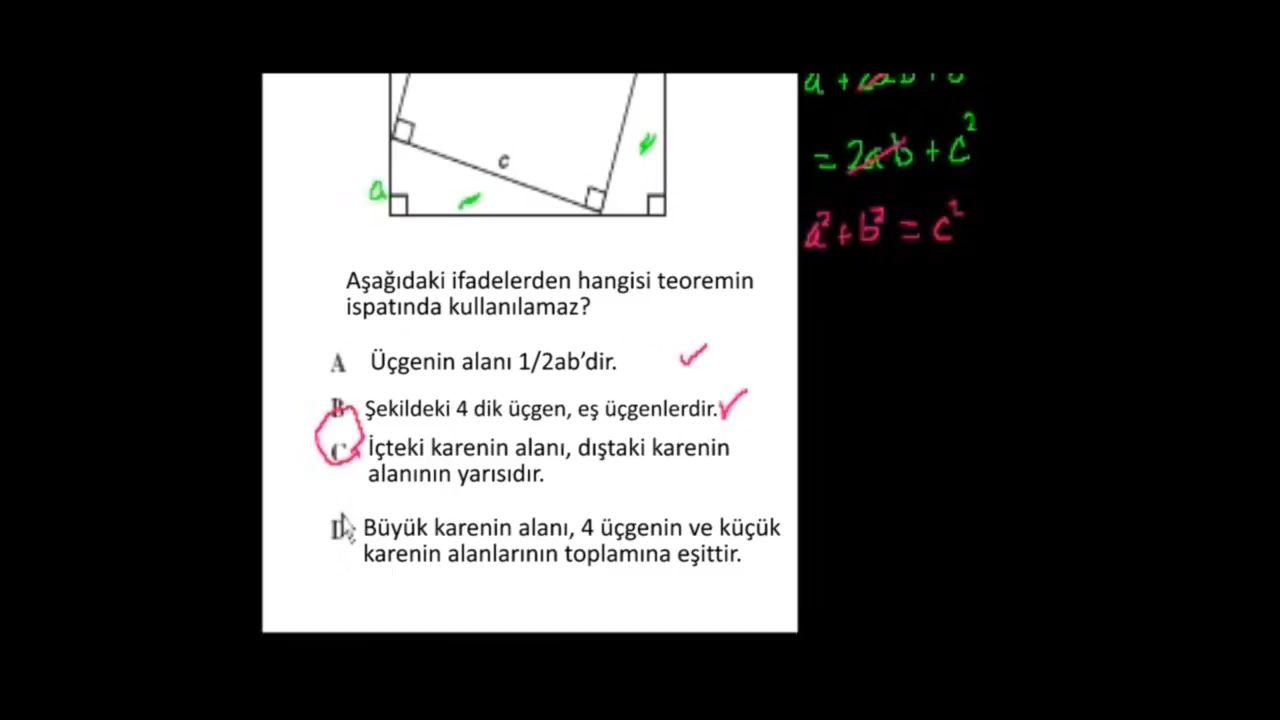 = 2ab + c²
c
a
a² + b² = c²
Aşağıdaki ifadelerden hangisi teoremin
ispatında kullanılamaz?
A Üçgenin alanı 1/2ab’dir.
B Şekildeki 4 dik üçgen, eş üçgenlerdir.
C İçteki karenin alanı, dıştaki karenin
alanının yarısıdır.
D Büyük karenin alanı, 4 üçgenin ve küçük
karenin alanlarının toplamına eşittir.